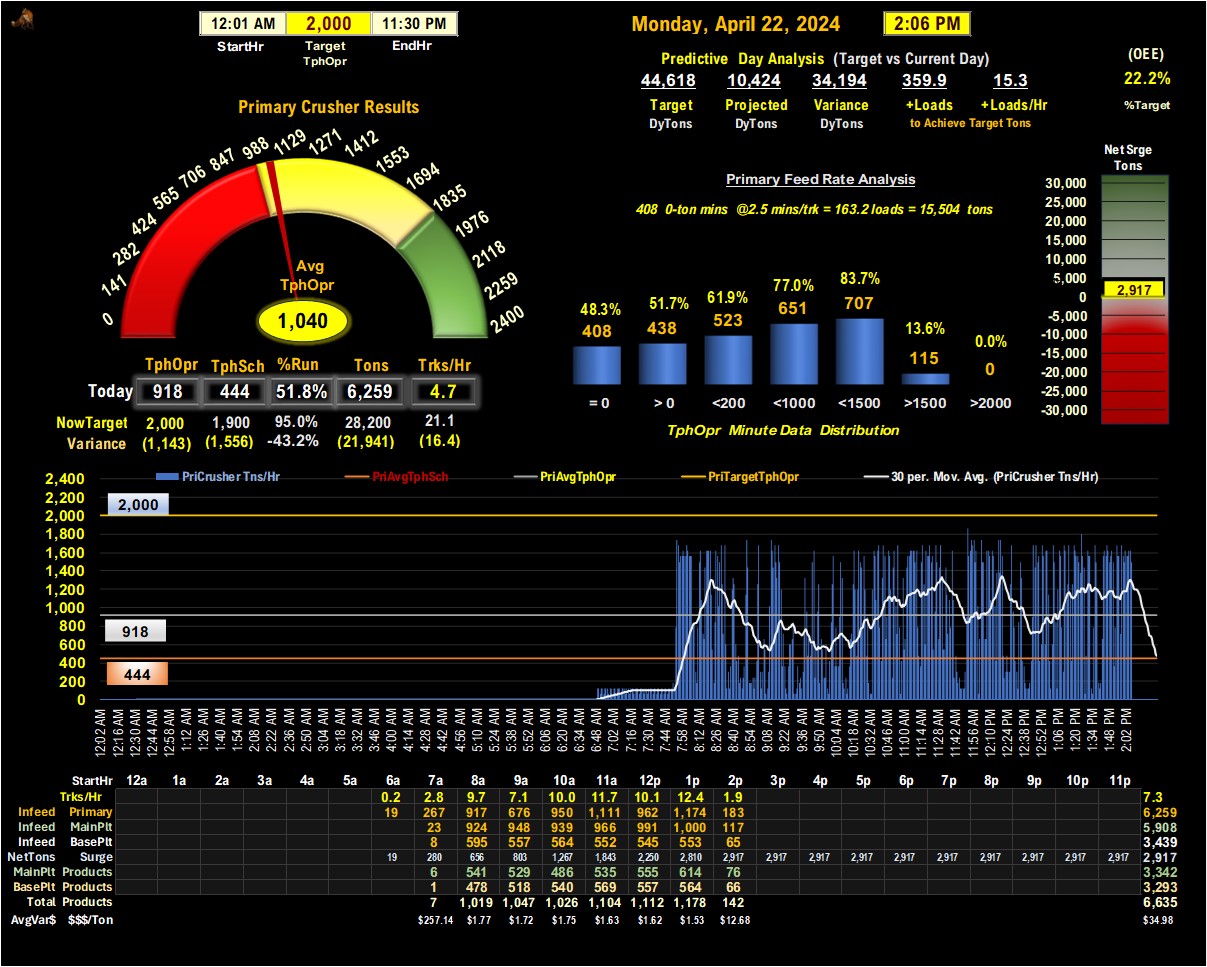 12:01 AM 2,000 11:30 PM
StartHr Target TphOpr EndHr
Monday, April 22, 2024 2:06 PM
Predictive Day Analysis (Target vs Current Day)
44,618 10,424 34,194 359.9 15.3
Target Projected Variance +Loads +Loads/Hr
DyTons DyTons DyTons to Achieve Target Tons
(OEE)
22.2%
%Target
Primary Crusher Results
0 141 282 424 565 706 847 988 1129 1271 1412 1553 1694 1835 1976 2118 2259 2400
Avg
TphOpr
1,040
TphOpr TphSch %Run Tons Trks/Hr
Today 918 444 51.8% 6,259 4.7
NowTarget 2,000 1,900 95.0% 28,200 21.1
Variance (1,143) (1,556) -43.2% (21,941) (16.4)
Primary Feed Rate Analysis
408 0-ton mins @2.5 mins/trk = 163.2 loads = 15,504 tons
48.3% 51.7% 61.9% 77.0% 83.7% 13.6% 0.0%
408 438 523 651 707 115 0
= 0 > 0 <200 <1000 <1500 >1500 >2000
TphOpr Minute Data Distribution
Net Srge
Tons
30,000
25,000
20,000
15,000
10,000
5,000
2,917
0
-5,000
-10,000
-15,000
-20,000
-25,000
-30,000
PriCrusher Tns/Hr PriAvgTphSch PriAvgTphOpr PriTargetTphOpr 30 per. Mov. Avg. (PriCrusher Tns/Hr)
2,400
2,200
2,000
1,800
1,600
1,400
1,200
1,000
800
600
400
200
0
2,000
918
444
12:02 AM 12:16 AM 12:30 AM 12:44 AM 12:58 AM 1:12 AM 1:26 AM 1:40 AM 1:54 AM 2:08 AM 2:22 AM 2:36 AM 2:50 AM 3:04 AM 3:18 AM 3:32 AM 3:46 AM 4:00 AM 4:14 AM 4:28 AM 4:42 AM 4:56 AM 5:10 AM 5:24 AM 5:38 AM 5:52 AM 6:06 AM 6:20 AM 6:34 AM 6:48 AM 7:02 AM 7:16 AM 7:30 AM 7:44 AM 7:58 AM 8:12 AM 8:26 AM 8:40 AM 8:54 AM 9:08 AM 9:22 AM 9:36 AM 9:50 AM 10:04 AM 10:18 AM 10:32 AM 10:46 AM 11:00 AM 11:14 AM 11:28 AM 11:42 AM 11:56 AM 12:10 PM 12:24 PM 12:38 PM 12:52 PM 1:06 PM 1:20 PM 1:34 PM 1:48 PM 2:02 PM
StartHr 12a 1a 2a 3a 4a 5a 6a 7a 8a 9a 10a 11a 12p 1p 2p 3p 4p 5p 6p 7p 8p 9p 10p 11p
Trks/Hr 0.2 2.8 9.7 7.1 10.0 11.7 10.1 12.4 1.9 7.3
Infeed Primary 19 267 917 676 950 1,111 962 1,174 183 6,259
Infeed MainPlt 23 924 948 939 966 991 1,000 117 5,908
Infeed BasePlt 8 595 557 564 552 545 553 65 3,439
NetTons Surge 19 280 656 803 1,267 1,843 2,250 2,810 2,917 2,917 2,917 2,917 2,917 2,917 2,917 2,917 2,917 2,917 2,917
MainPlt Products 6 541 529 486 535 555 614 76 3,342
BasePlt Products 1 478 518 540 569 557 564 66 3,293
Total Products 7 1,019 1,047 1,026 1,104 1,112 1,178 142 6,635
AvgVar$ $$$/Ton $257.14 $1.77 $1.72 $1.75 $1.63 $1.62 $1.53 $12.68 $34.98